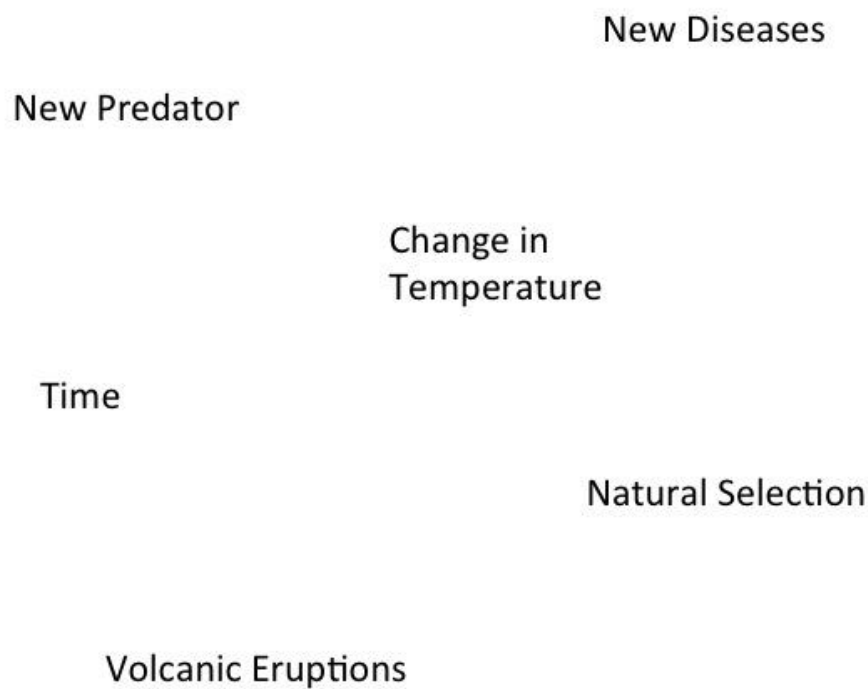 New Diseases
New Predator
Change in
Temperature
Time
Natural Selection
Volcanic Eruptions